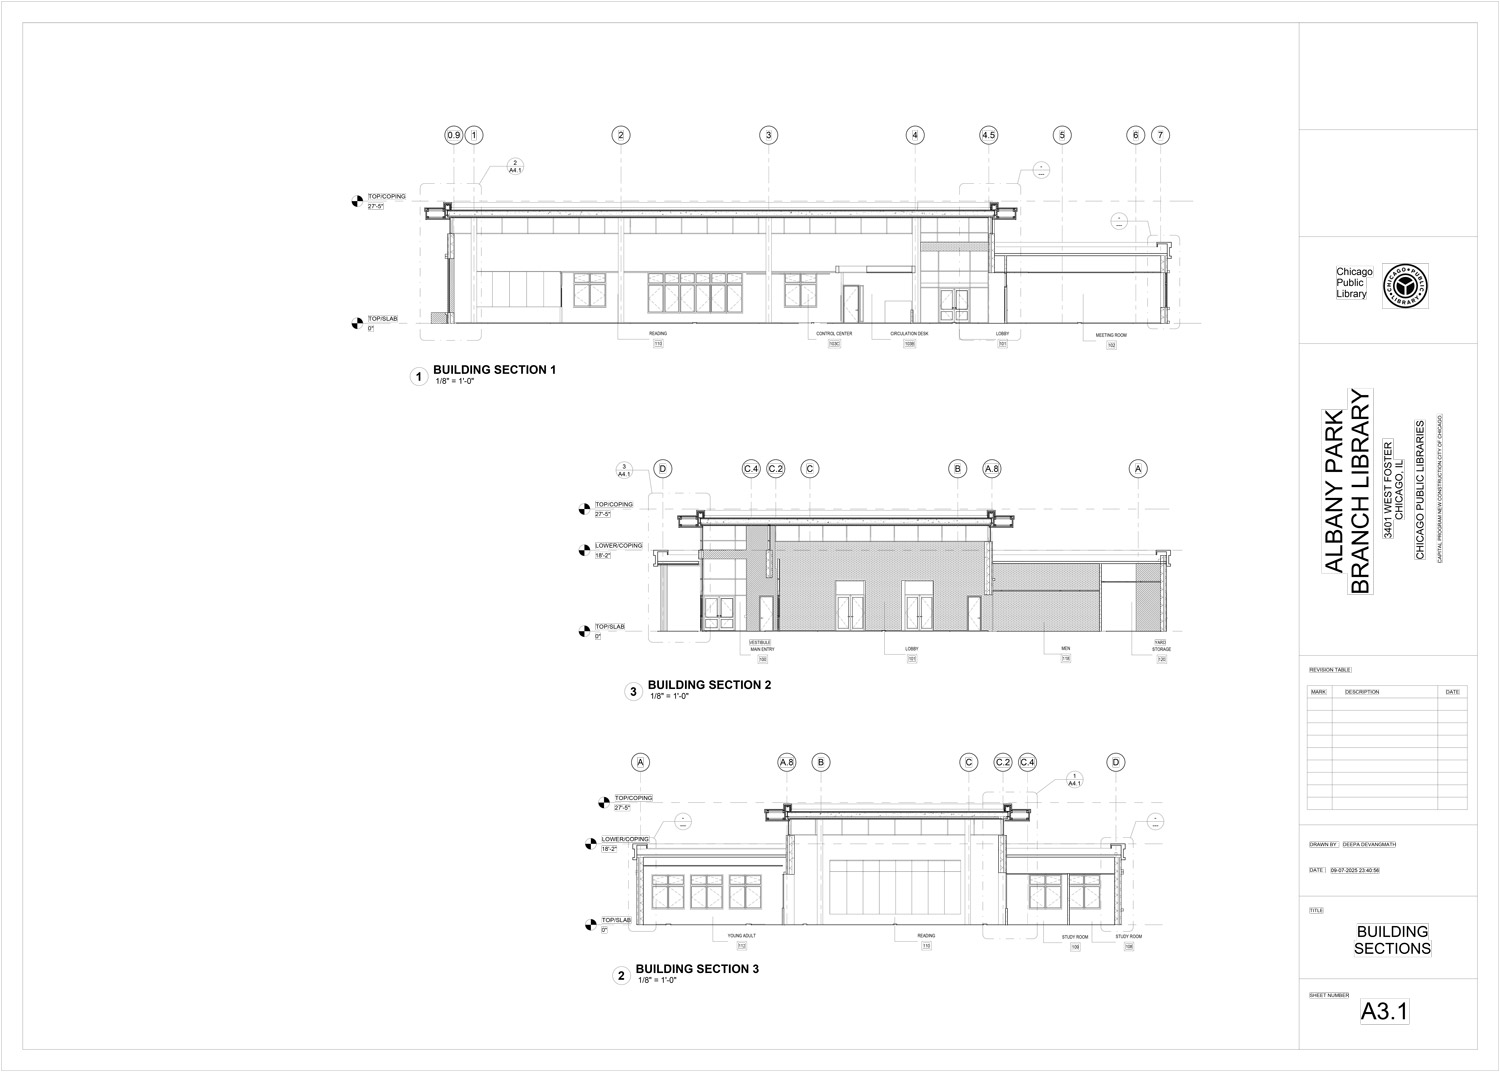 0.9 1 2 3 4 4.5 5 6 7
2
A4.1
-
---
-
---
TOP/COPING
27'-5"
TOP/SLAB
0"
READING
110
CONTROL CENTER
103C
CIRCULATION DESK
103B
LOBBY
101
MEETING ROOM
102
1 BUILDING SECTION 1
1/8" = 1'-0"
3
A4.1
D C.4 C.2 C B A.8 A
TOP/COPING
27'-5"
LOWER/COPING
18'-2"
TOP/SLAB
0"
VESTIBULE
MAIN ENTRY
100
LOBBY
101
MEN
118
YARD
STORAGE
120
3 BUILDING SECTION 2
1/8" = 1'-0"
A A.8 B C C.2 C.4 D
1
A4.1
-
---
-
---
TOP/COPING
27'-5"
LOWER/COPING
18'-2"
TOP/SLAB
0"
YOUNG ADULT
112
READING
110
STUDY ROOM
109
STUDY ROOM
108
2 BUILDING SECTION 3
1/8" = 1'-0"
Chicago
Public
Library
CHICAGO PUBLIC LIBRARY
ALBANY PARK
BRANCH LIBRARY
3401 WEST FOSTER
CHICAGO, IL
CHICAGO PUBLIC LIBRARIES
CAPITAL PROGRAM NEW CONSTRUCTION CITY OF CHICAGO.
REVISION TABLE
MARK DESCRIPTION DATE
DRAWN BY : DEEPA DEVANGMATH
DATE : 09-07-2025 23:40:56
TITLE
BUILDING
SECTIONS
SHEET NUMBER
A3.1